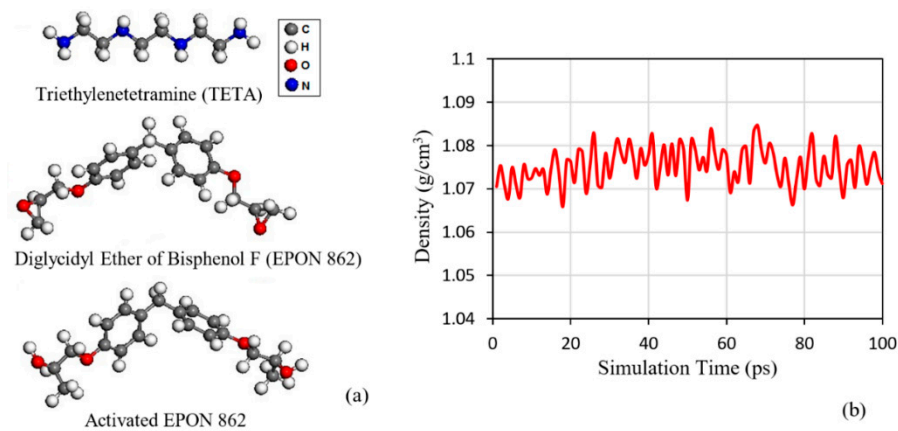 C
H
O
N
Triethylenetetramine (TETA)
Diglycidyl Ether of Bisphenol F (EPON 862)
Activated EPON 862
(a)
1.1
1.09
1.08
1.07
1.06
1.05
1.04
Density (g/cm³)
0
20
40
60
80
100
Simulation Time (ps)
(b)